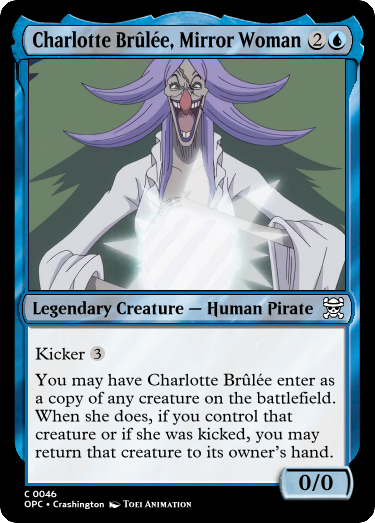 Charlotte Brûlée, Mirror Woman 2
Legendary Creature — Human Pirate
Kicker 3
You may have Charlotte Brûlée enter as
a copy of any creature on the battlefield.
When she does, if you control that
creature or if she was kicked, you may
return that creature to its owner's hand.
0/0
C 0046
OPC • Crashington Toei Animation